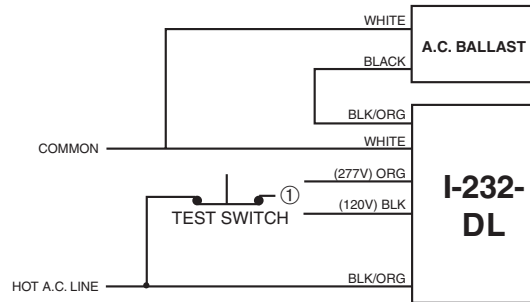 WHITE
A.C. BALLAST
BLACK
BLK/ORG
COMMON
WHITE
(277V) ORG
①
(120V) BLK
TEST SWITCH
I-232-
DL
HOT A.C. LINE
BLK/ORG